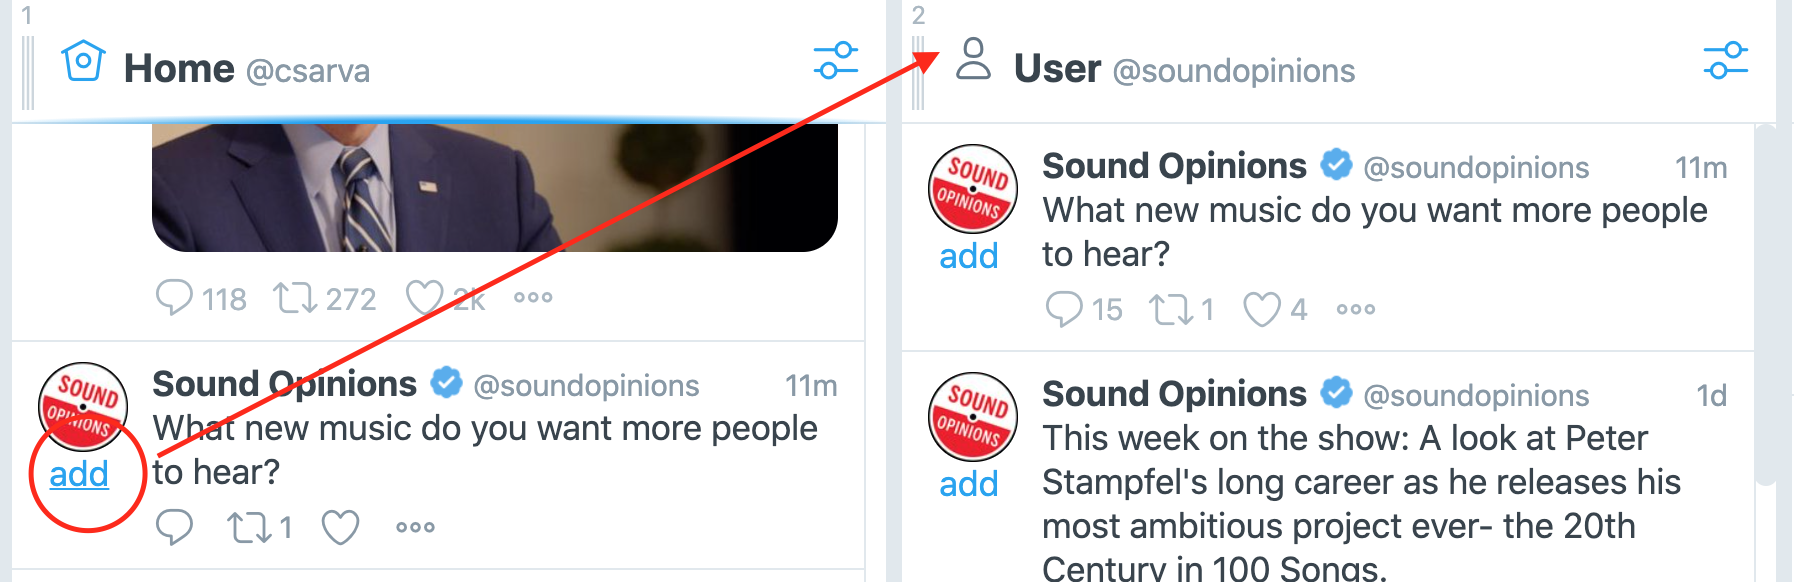 1
Home @csarva
118 272 2k
SOUND
OPINIONS
Sound Opinions @soundopinions 11m
What new music do you want more people
to hear?
add
1
2
User @soundopinions
SOUND
OPINIONS
Sound Opinions @soundopinions 11m
What new music do you want more people
to hear?
add
15 1 4
SOUND
OPINIONS
Sound Opinions @soundopinions 1d
This week on the show: A look at Peter
Stampfel's long career as he releases his
most ambitious project ever- the 20th
Century in 100 Songs.
add